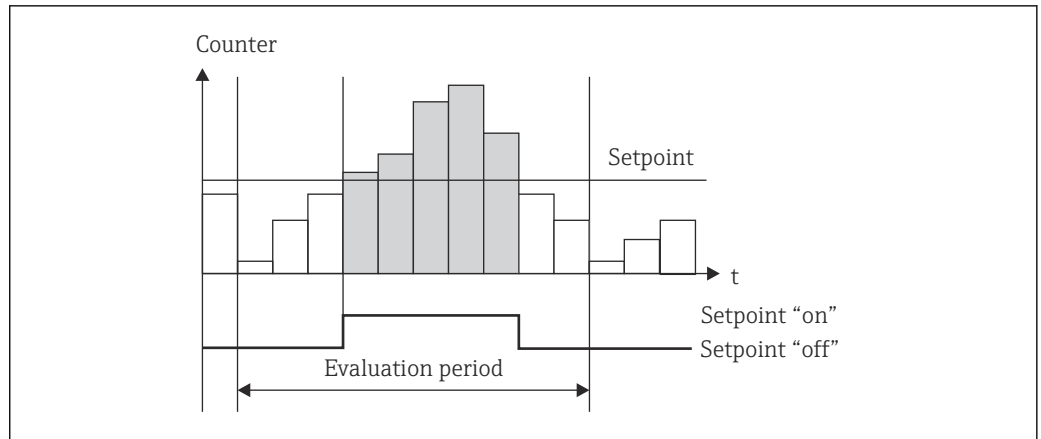 Counter
Setpoint
t
Setpoint “on”
Setpoint “off”
Evaluation period